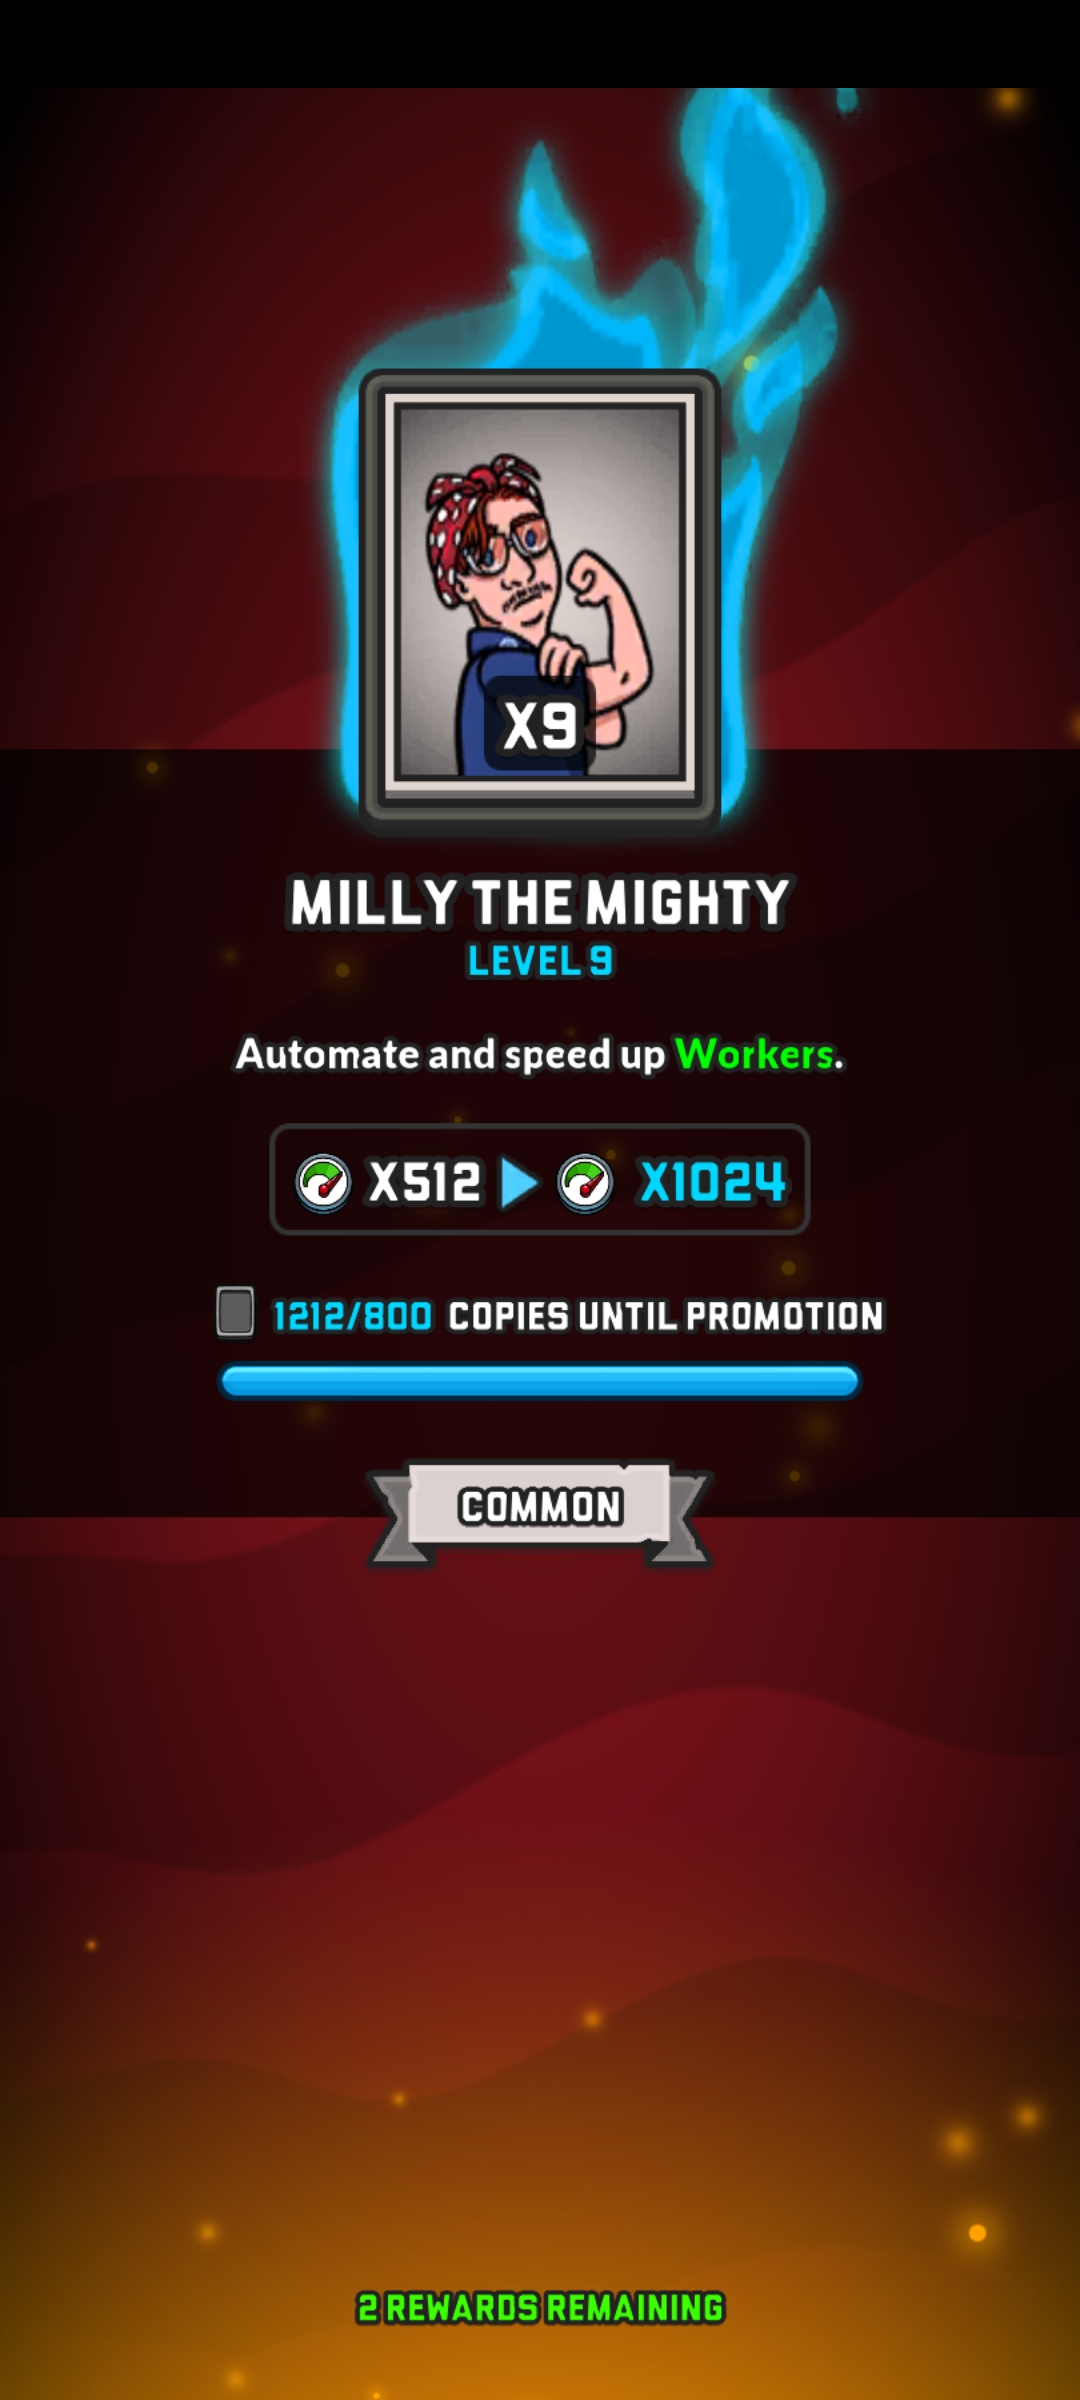 X9
MILLY THE MIGHTY
LEVEL 9
Automate and speed up Workers.
X512 X1024
1212/800 COPIES UNTIL PROMOTION
COMMON
2 REWARDS REMAINING